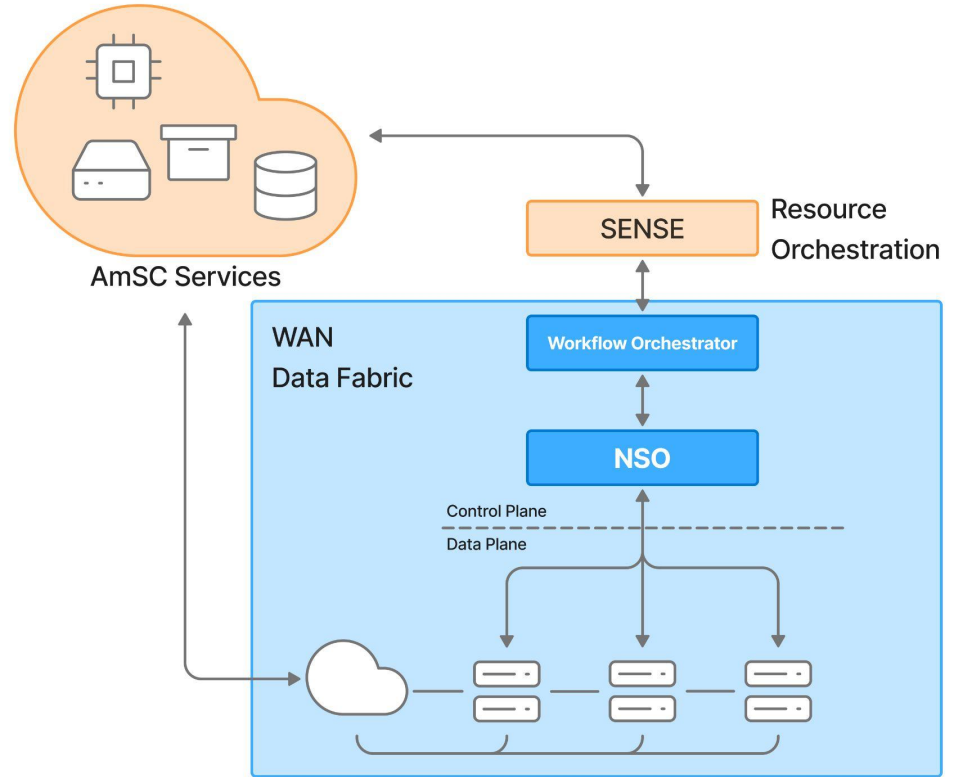 AmSC Services
SENSE
Resource
Orchestration
WAN
Data Fabric
Workflow Orchestrator
NSO
Control Plane
Data Plane